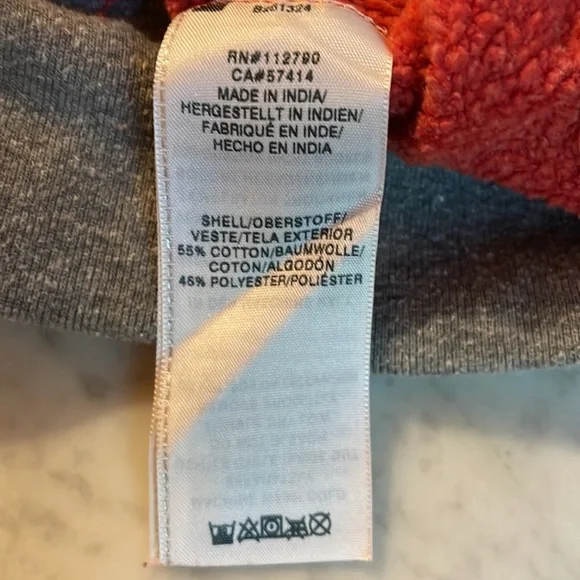 RN#112790
CA#57414
MADE IN INDIA/
HERGESTELLT IN INDIEN/
FABRIQUÉ EN INDE/
HECHO EN INDIA
SHELL/OBERSTOFF/
VESTE/TELA EXTERIOR
55% COTTON/BAUMWOLLE/
COTON/ALGODÓN
45% POLYESTER/POLIÉSTER